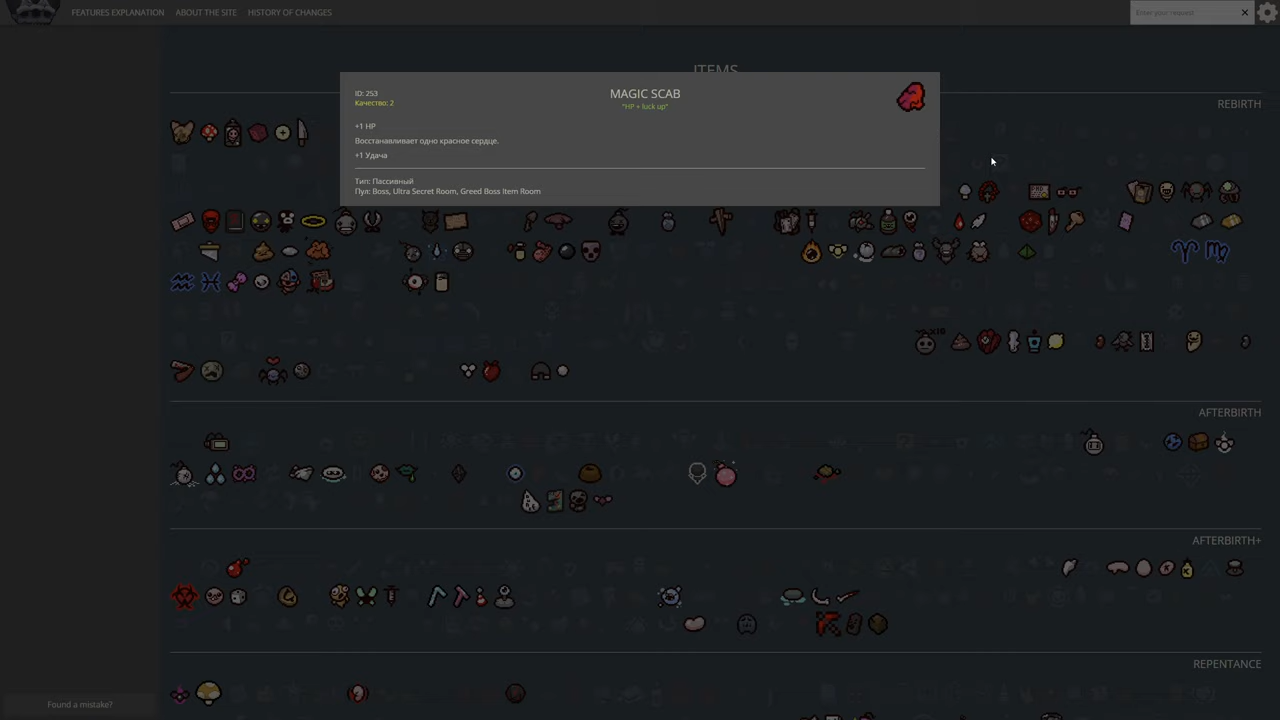 FEATURES EXPLANATION
ABOUT THE SITE
HISTORY OF CHANGES
Enter your request
ITEMS
ID: 253
Качество: 2
MAGIC SCAB
"HP + luck up"
+1 HP
Восстанавливает одно красное сердце.
+1 Удача
Тип: Пассивный
Пул: Boss, Ultra Secret Room, Greed Boss Item Room
REBIRTH
AFTERBIRTH
AFTERBIRTH+
REPENTANCE
Found a mistake?